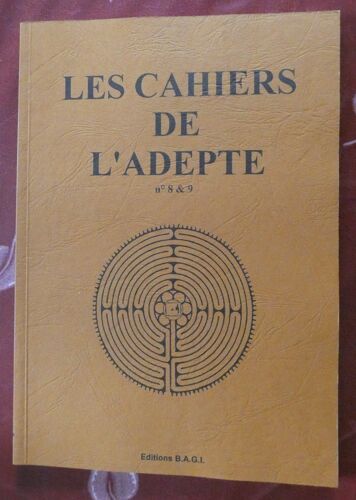 LES CAHIERS
DE
L'ADEPTE
n° 8 & 9
Editions B.A.G.I.